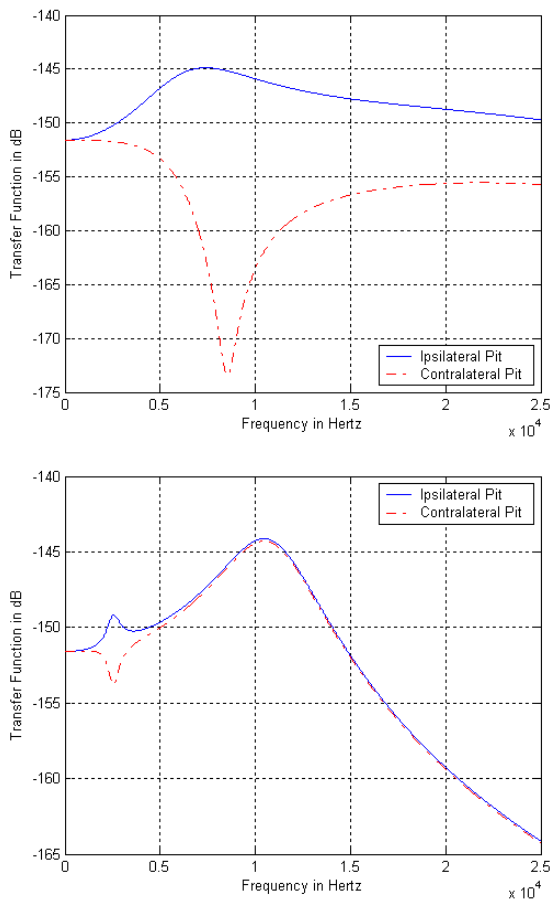 -140
-145
-150
-155
-160
-165
-170
-175
Transfer Function in dB
Ipsilateral Pit
Contralateral Pit
0 0.5 1 1.5 2 2.5
Frequency in Hertz
x 10^4
-140
-145
-150
-155
-160
-165
Transfer Function in dB
Ipsilateral Pit
Contralateral Pit
0 0.5 1 1.5 2 2.5
Frequency in Hertz
x 10^4